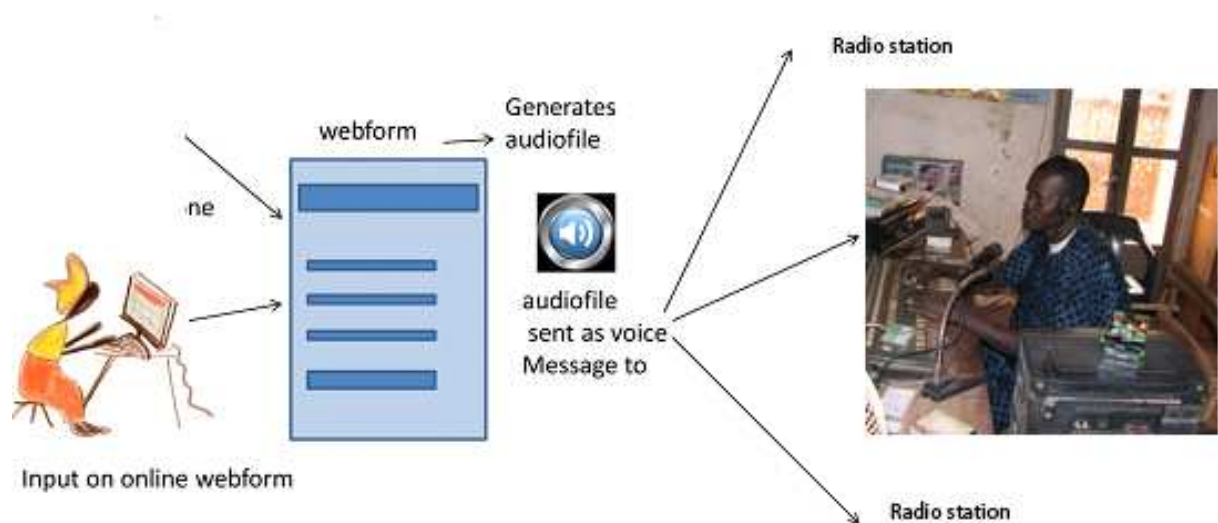 Radio station
Generates
audiofile
webform
ne
audiofile
sent as voice
Message to
Input on online webform
Radio station